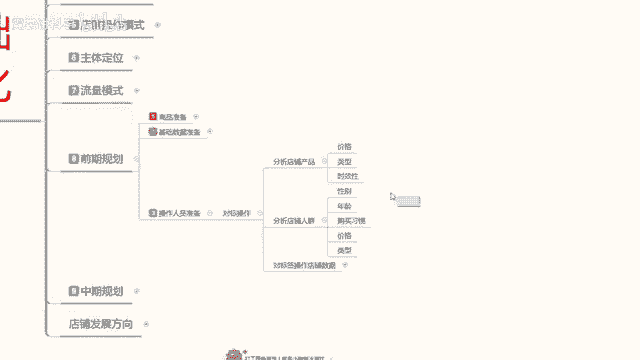 操作模式
6 主体定位
7 流量模式
8 前期规划
1 商品准备
2 基础数据准备
3 操作人员准备
对标操作
分析店铺产品
价格
类型
时效性
分析店铺人群
性别
年龄
购买习惯
价格
类型
对标签操作店铺数据
9 中期规划
店铺发展方向